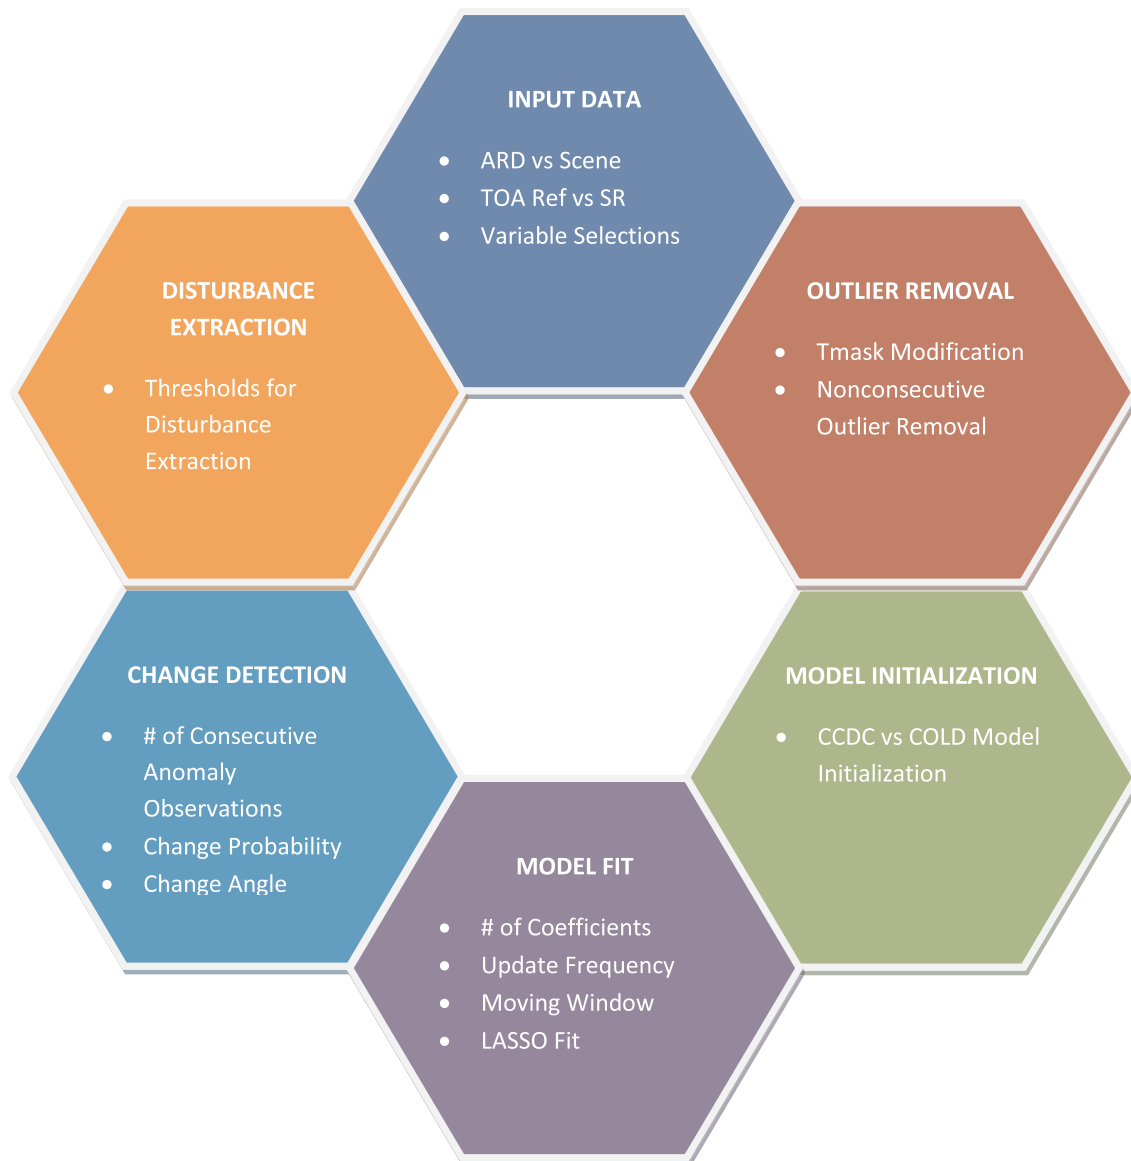 INPUT DATA
• ARD vs Scene
• TOA Ref vs SR
• Variable Selections
OUTLIER REMOVAL
• Tmask Modification
• Nonconsecutive
Outlier Removal
MODEL INITIALIZATION
• CCDC vs COLD Model
Initialization
MODEL FIT
• # of Coefficients
• Update Frequency
• Moving Window
• LASSO Fit
CHANGE DETECTION
• # of Consecutive
Anomaly
Observations
• Change Probability
• Change Angle
DISTURBANCE
EXTRACTION
• Thresholds for
Disturbance
Extraction